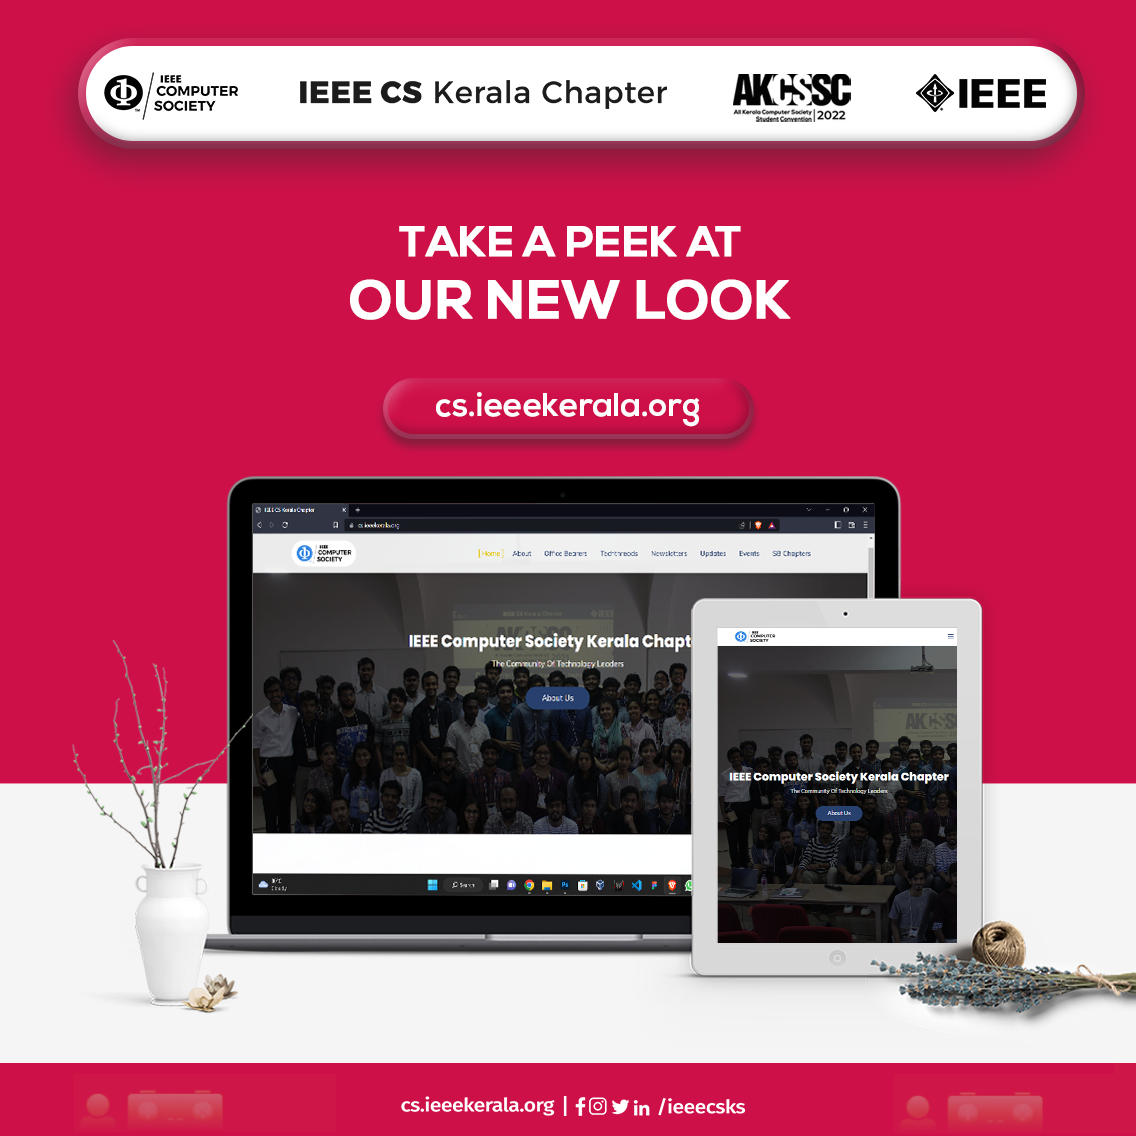 IEEE
COMPUTER
SOCIETY
IEEE CS Kerala Chapter
AKCSSC
All Kerala Computer Society
Student Convention 2022
IEEE
TAKE A PEEK AT
OUR NEW LOOK
cs.ieeekerala.org
IEEE CS Kerala Chapter
cs.ieeekerala.org
IEEE
COMPUTER
SOCIETY
Home About Office Bearers Techthreads Newsletters Updates Events SB Chapters
AKCSSC
IEEE Computer Society Kerala Chapt
The Community Of Technology Leaders
About Us
Cloudy
Search
IEEE
COMPUTER
SOCIETY
AKCSS
IEEE Computer Society Kerala Chapter
The Community Of Technology Leaders
About Us
cs.ieeekerala.org | /ieeecsks